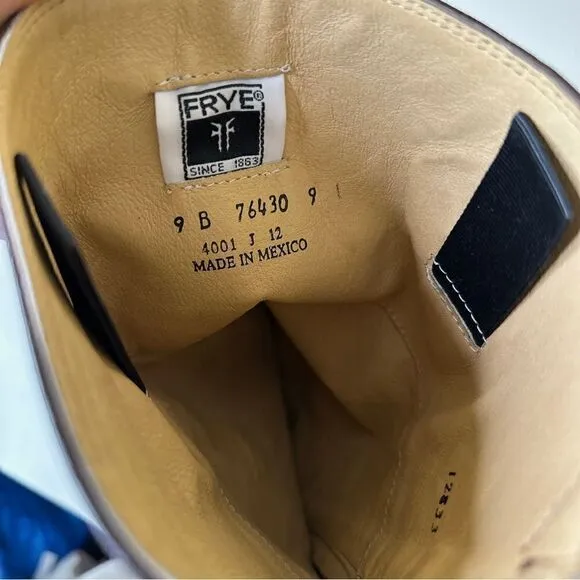 FRYE®
SINCE 1863
9 B 76430 9
4001 J 12
MADE IN MEXICO
12833